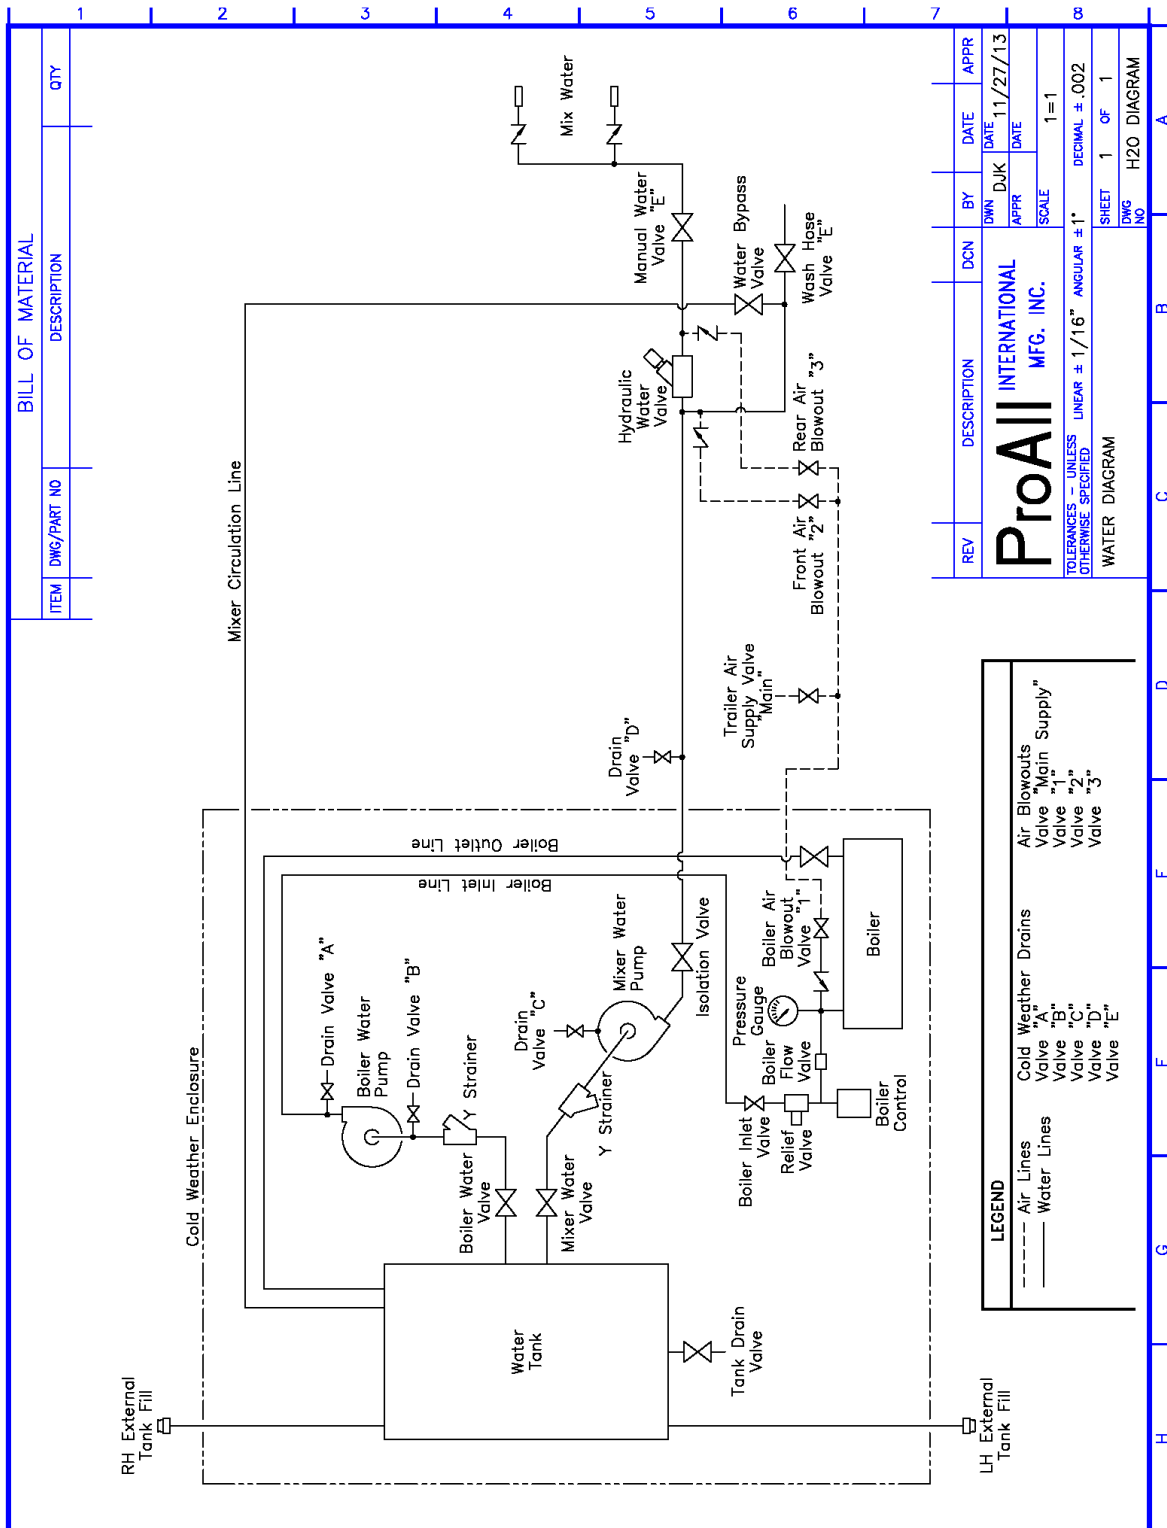 1
2
3
4
5
6
7
8
A
B
C
D
E
F
F
G
H
BILL OF MATERIAL
ITEM
DWG/PART NO
DESCRIPTION
QTY
RH External
Tank Fill
Cold Weather Enclosure
Mixer Circulation Line
Drain Valve "A"
Boiler Water
Pump
Drain Valve "B"
Y Strainer
Boiler Water
Valve
Mixer Water
Valve
Y Strainer
Drain
Valve "C"
Mixer Water
Pump
Isolation Valve
Boiler Inlet Line
Boiler Outlet Line
Water
Tank
Tank Drain
Valve
LH External
Tank Fill
Boiler Inlet
Valve
Relief
Valve
Boiler
Control
Boiler
Flow
Valve
Pressure
Gauge
Boiler Air
Blowout
Valve "1"
Boiler
Drain
Valve "D"
Trailer Air
Supply Valve
"Main"
Front Air
Blowout "2"
Rear Air
Blowout "3"
Hydraulic
Water
Valve
Manual Water
Valve "E"
Water Bypass
Valve
Wash Hose
Valve "E"
Mix Water
LEGEND
Air Lines
Water Lines
Cold Weather Drains
Valve "A"
Valve "B"
Valve "C"
Valve "D"
Valve "E"
Air Blowouts
Valve "Main Supply"
Valve "1"
Valve "2"
Valve "3"
REV
DESCRIPTION
DCN
BY
DATE
APPR
ProAll INTERNATIONAL
MFG. INC.
DWN DJK
DATE 11/27/13
APPR
DATE
SCALE 1=1
TOLERANCES - UNLESS
OTHERWISE SPECIFIED
LINEAR ± 1/16" ANGULAR ±1° DECIMAL ±.002
WATER DIAGRAM
SHEET 1 OF 1
DWG
NO
H2O DIAGRAM